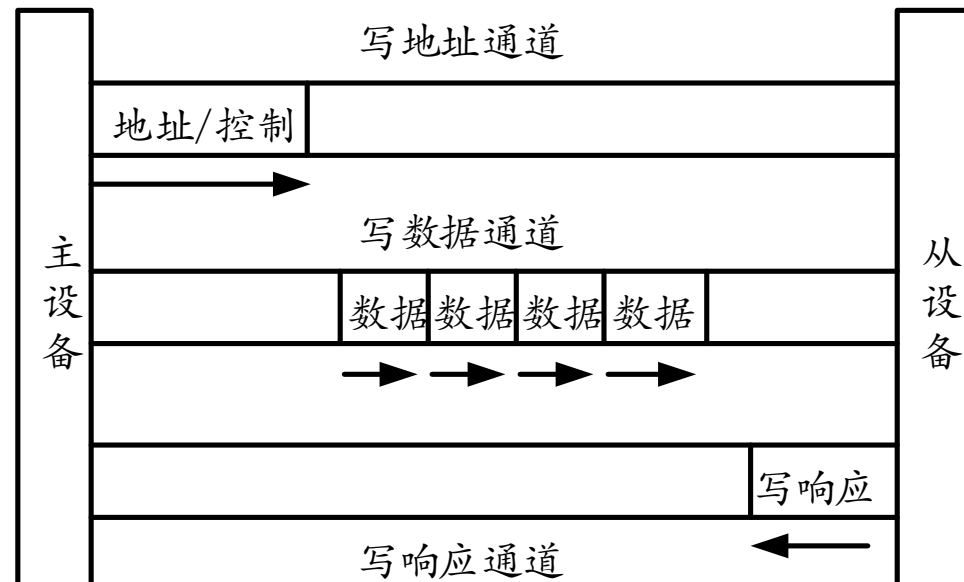 写地址通道
地址/控制
写数据通道
主设备
从设备
数据 数据 数据 数据
写响应
写响应通道